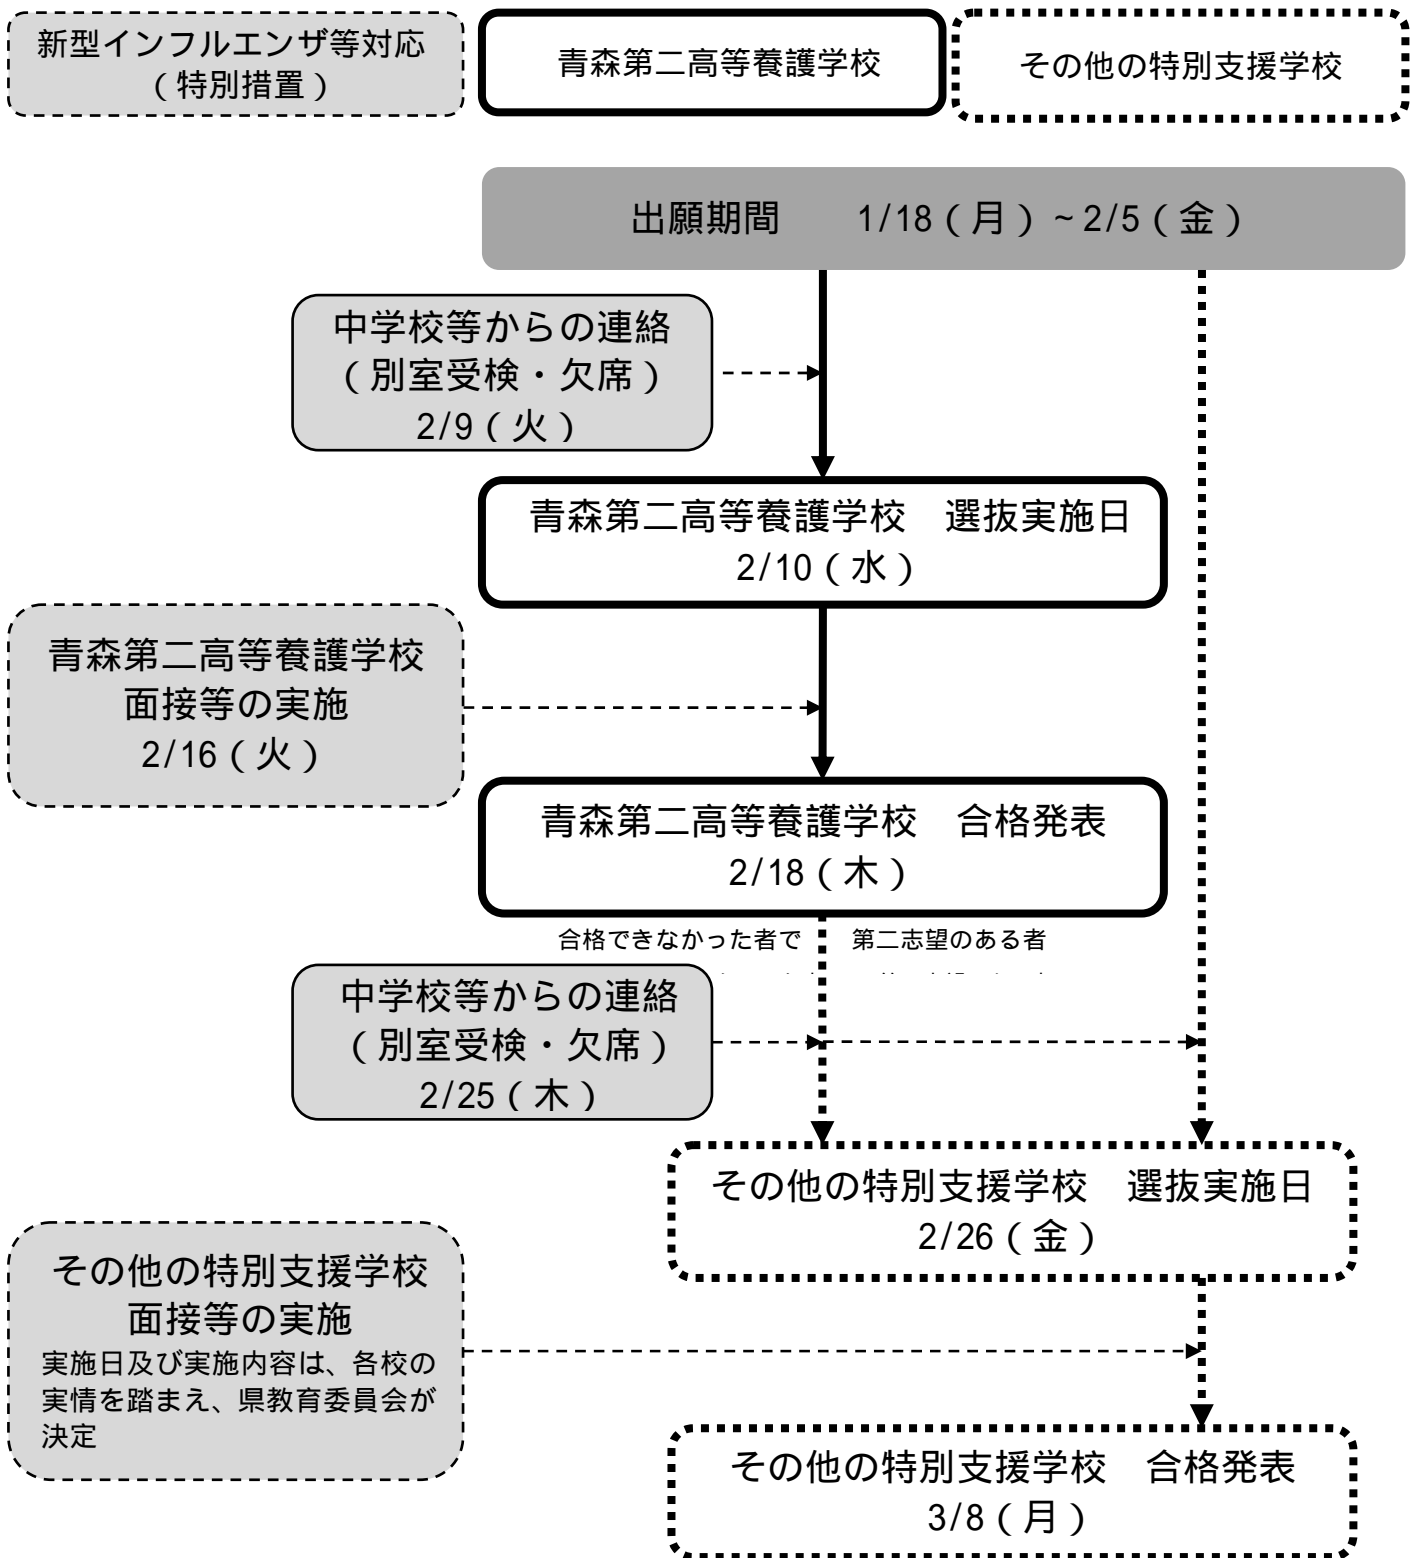 新型インフルエンザ等対応
（特別措置）
青森第二高等養護学校
その他の特別支援学校
出願期間　　1/18（月）~2/5（金）
中学校等からの連絡
（別室受検・欠席）
2/9（火）
青森第二高等養護学校　選抜実施日
2/10（水）
青森第二高等養護学校
面接等の実施
2/16（火）
青森第二高等養護学校　合格発表
2/18（木）
合格できなかった者で　第二志望のある者
中学校等からの連絡
（別室受検・欠席）
2/25（木）
その他の特別支援学校　選抜実施日
2/26（金）
その他の特別支援学校
面接等の実施
実施日及び実施内容は、各校の
実情を踏まえ、県教育委員会が
決定
その他の特別支援学校　合格発表
3/8（月）